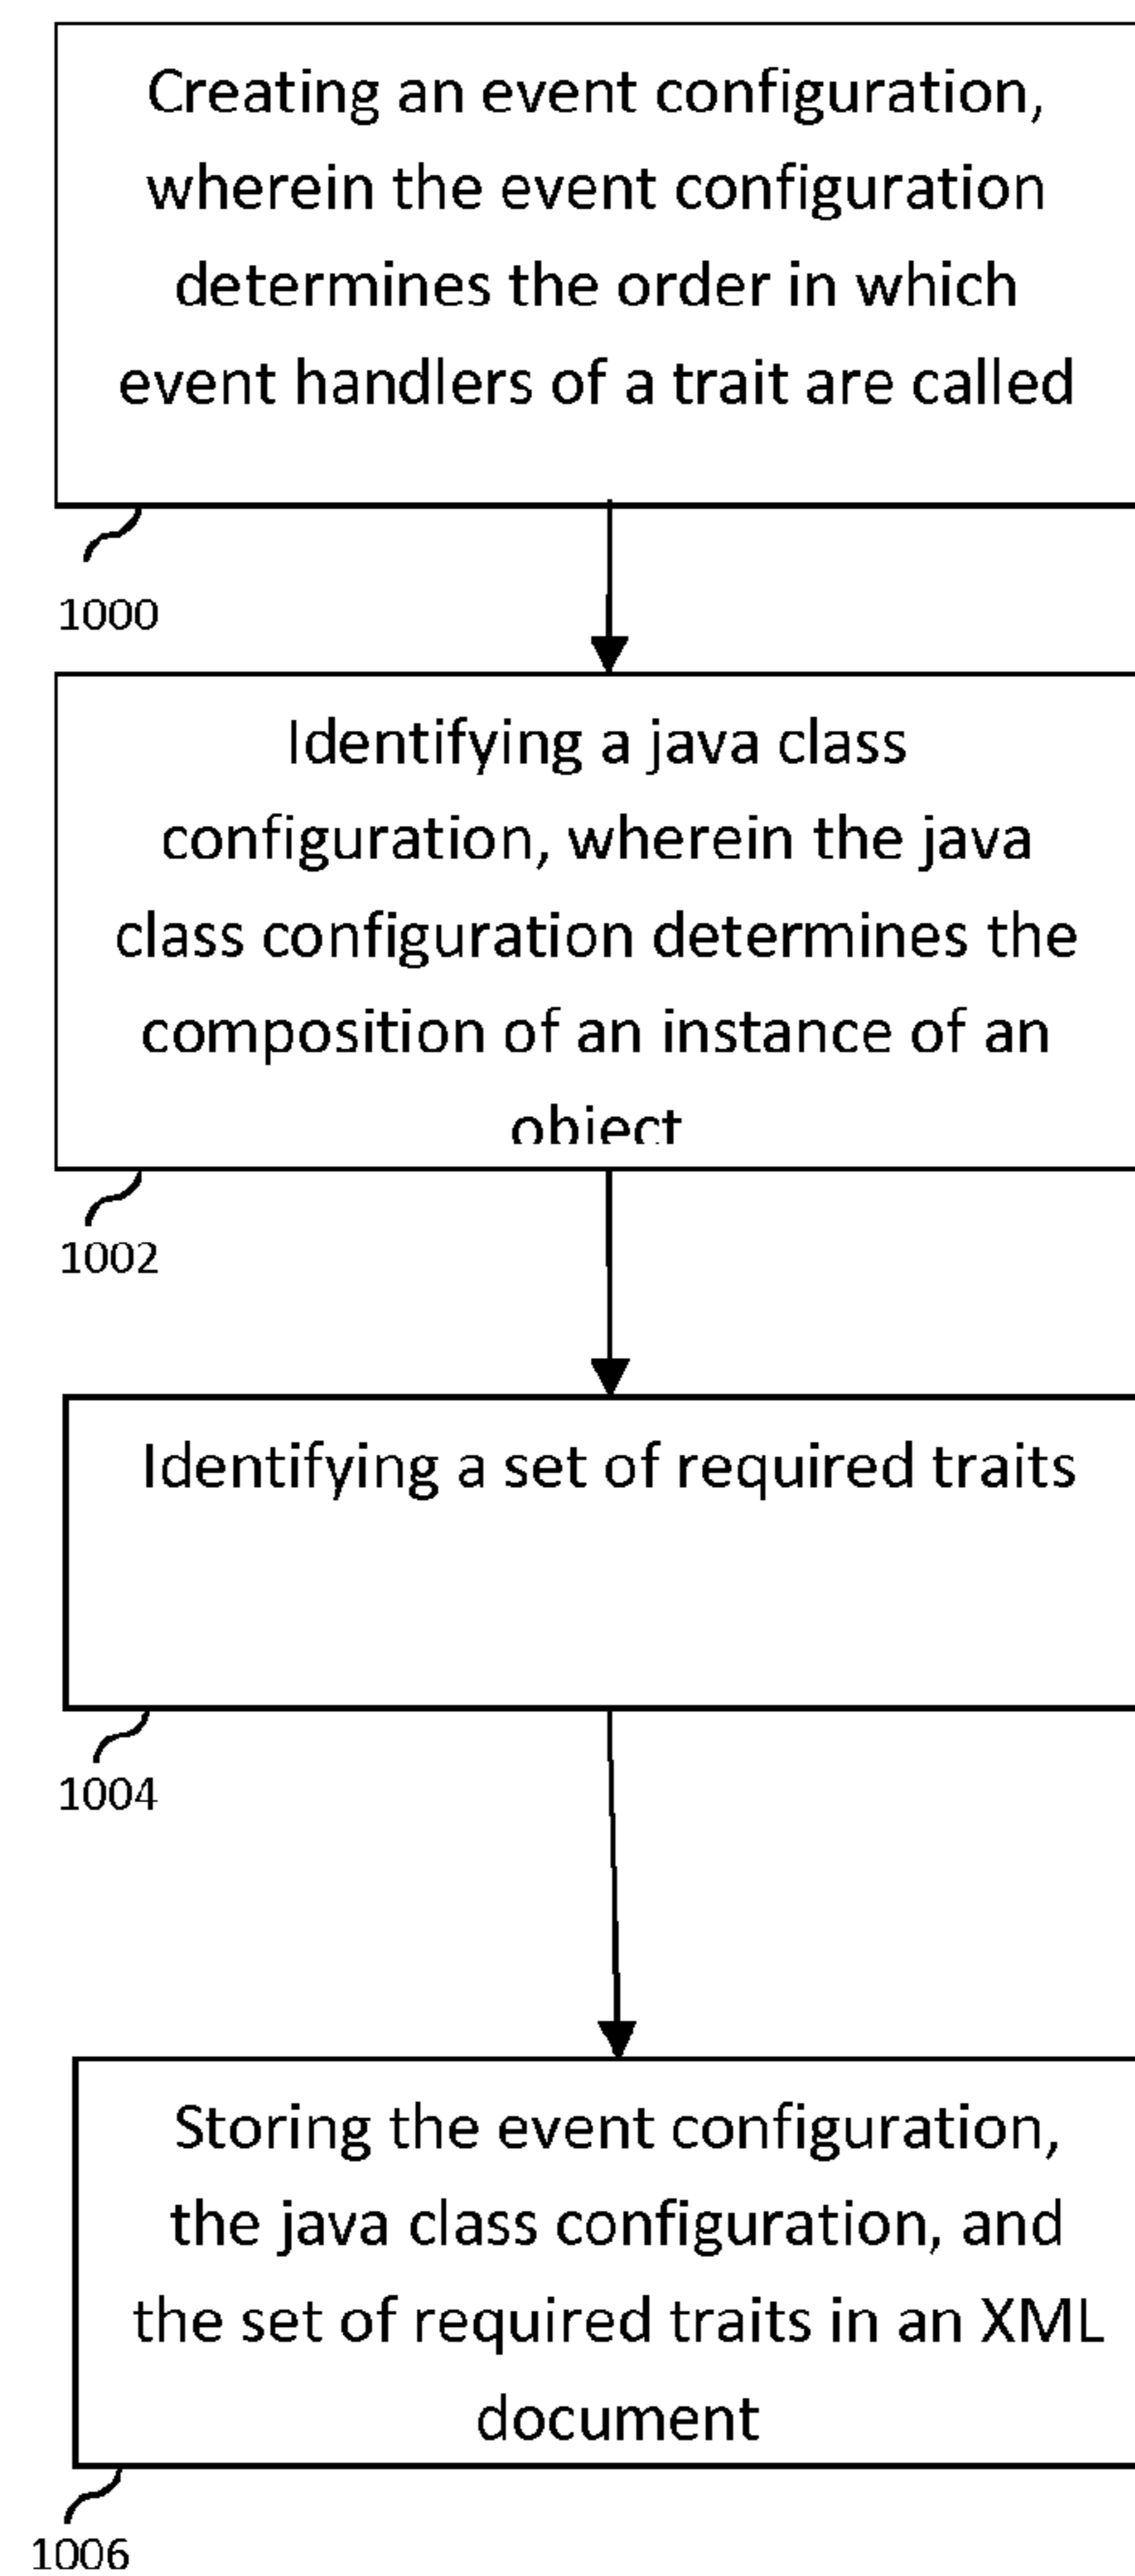 Creating an event configuration,
wherein the event configuration
determines the order in which
event handlers of a trait are called
1000
Identifying a java class
configuration, wherein the java
class configuration determines the
composition of an instance of an
object
1002
Identifying a set of required traits
1004
Storing the event configuration,
the java class configuration, and
the set of required traits in an XML
document
1006